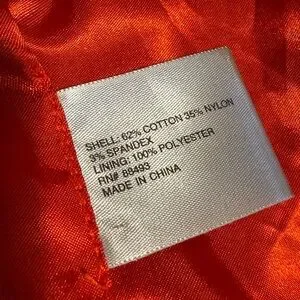 SHELL: 62% COTTON 35% NYLON
3% SPANDEX
LINING: 100% POLYESTER
RN# 88493
MADE IN CHINA